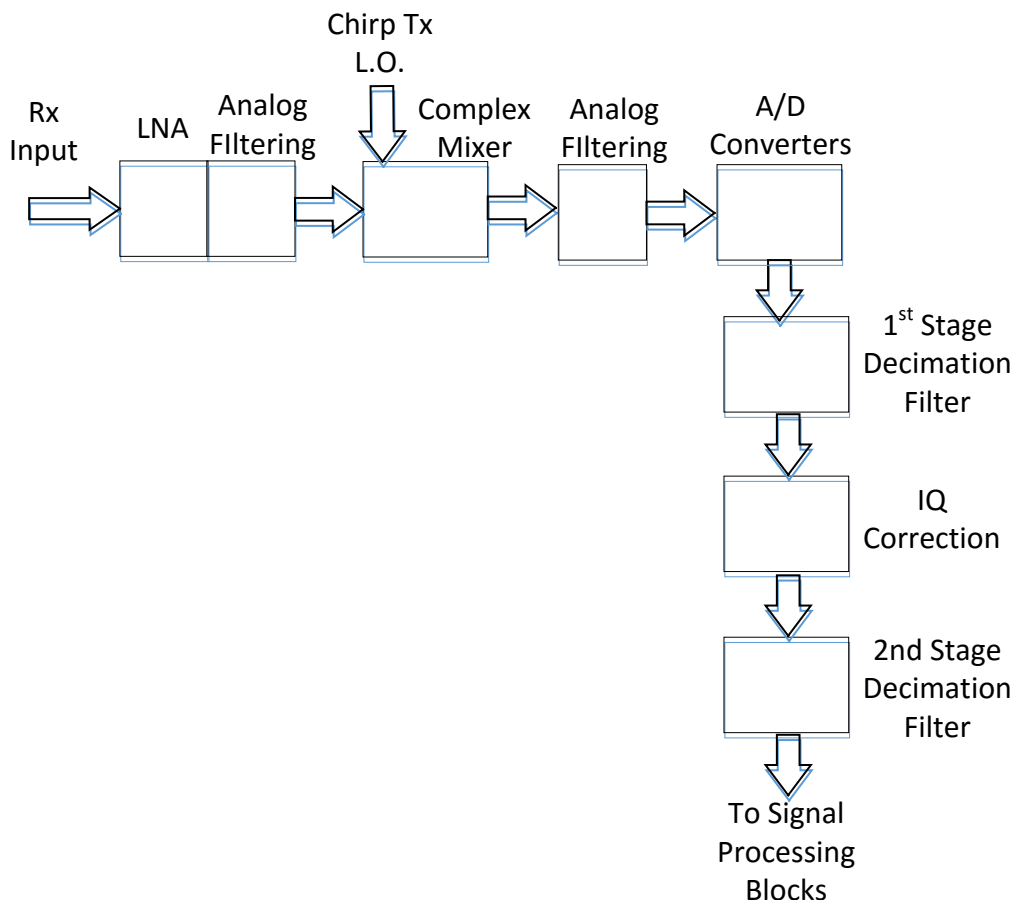 Chirp Tx
L.O.
Rx
Input
LNA
Analog
FIltering
Complex
Mixer
Analog
FIltering
A/D
Converters
1st Stage
Decimation
Filter
IQ
Correction
2nd Stage
Decimation
Filter
To Signal
Processing
Blocks